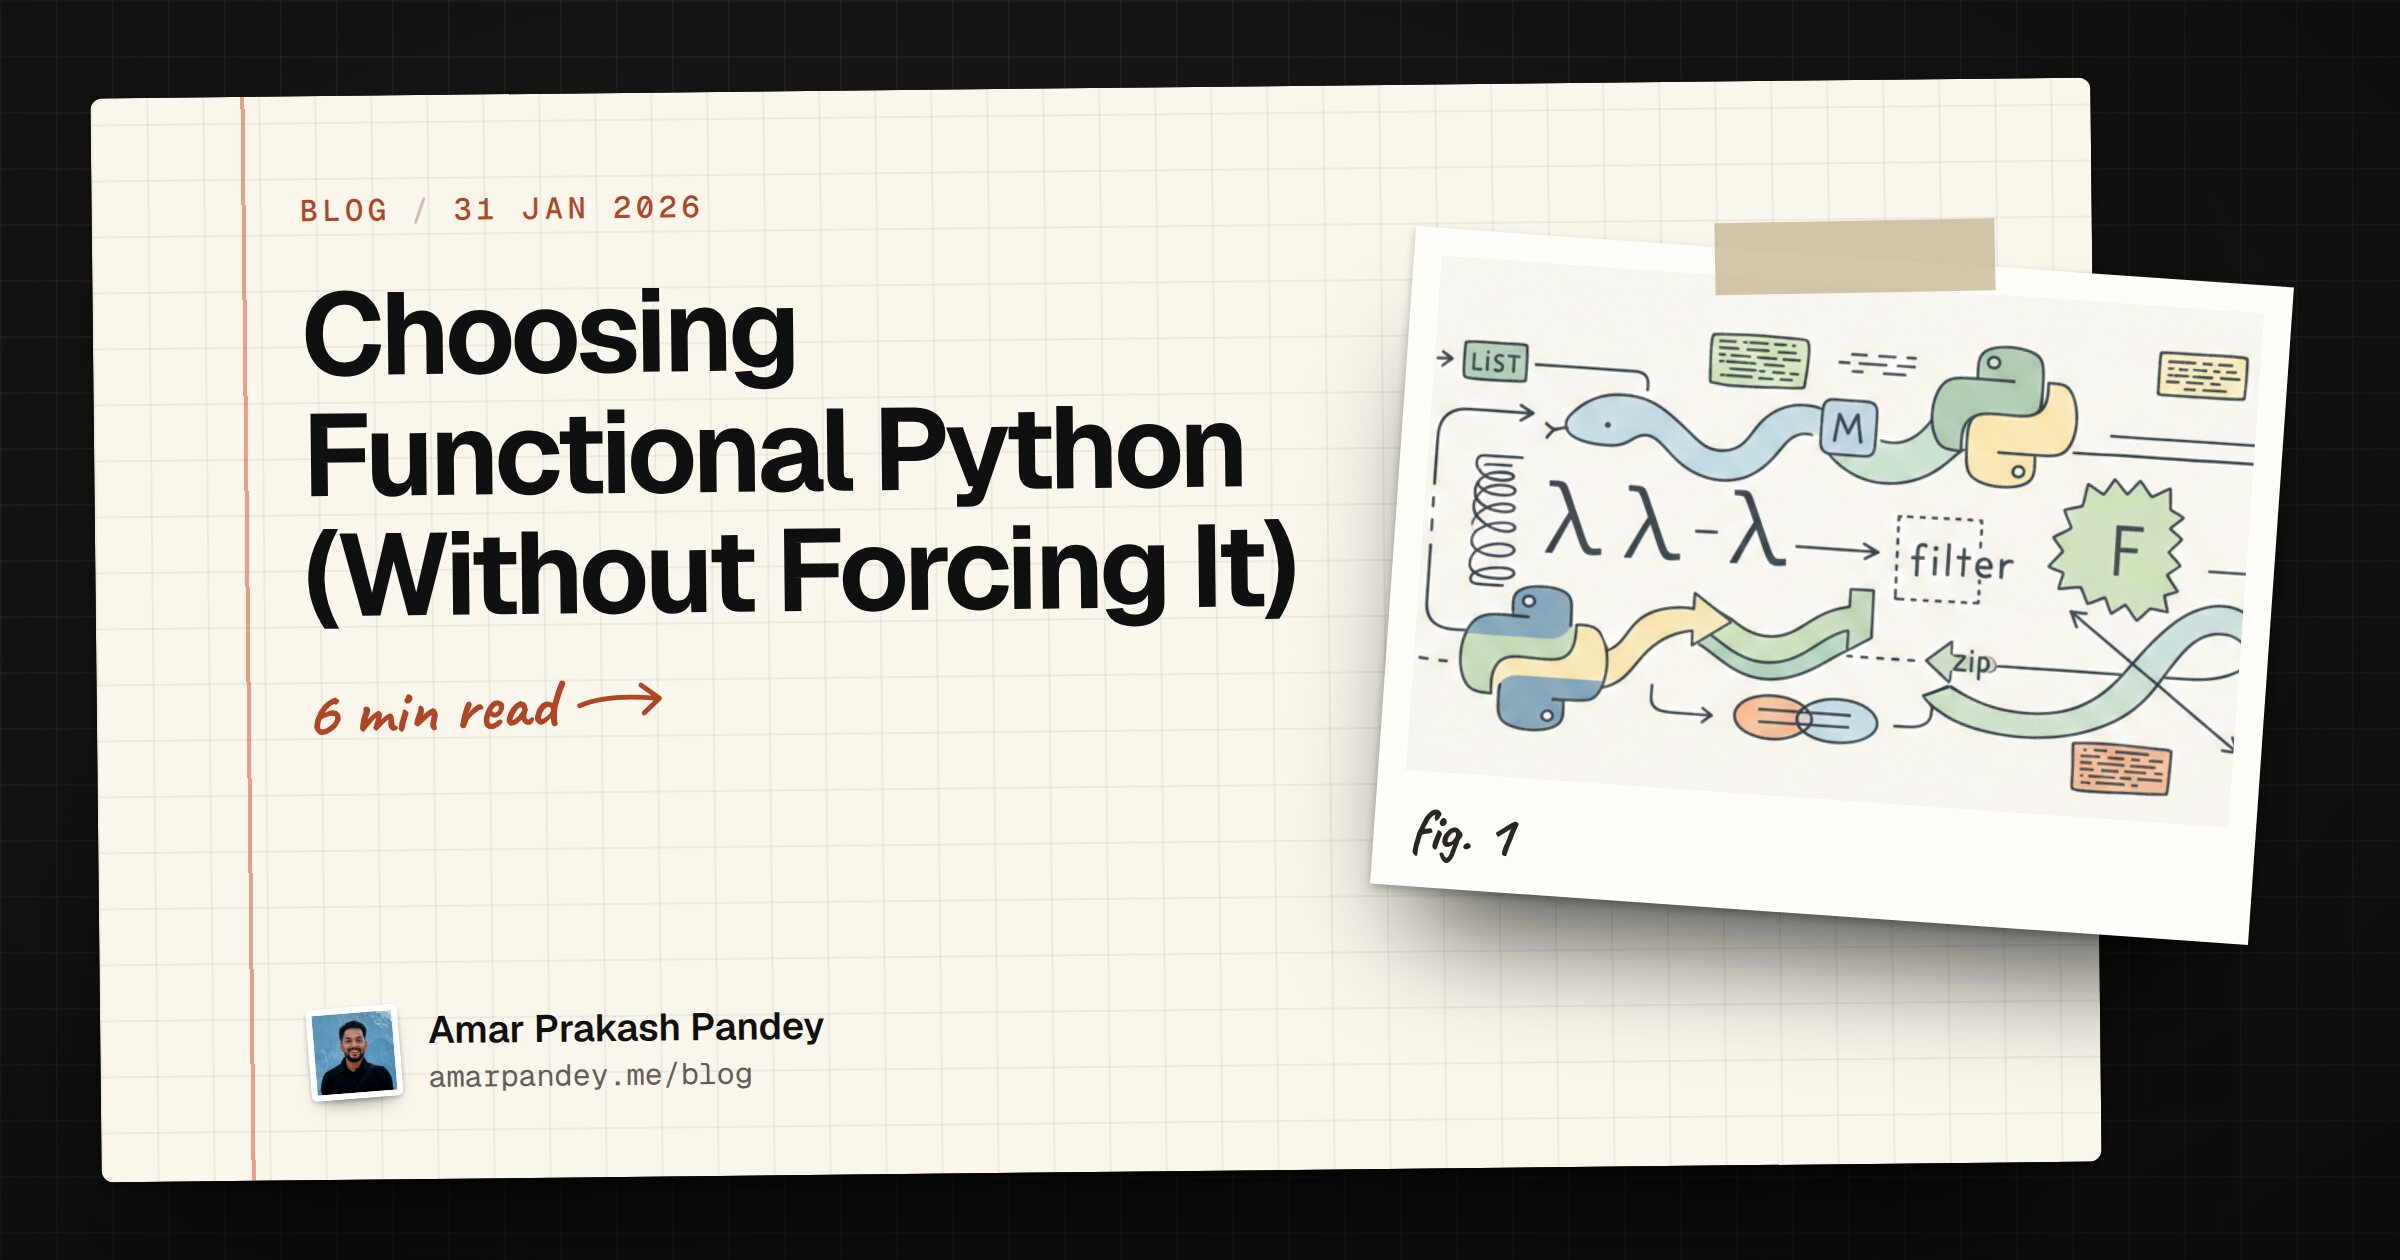 BLOG / 31 JAN 2026
Choosing
Functional Python
(Without Forcing It)
6 min read
Amar Prakash Pandey
amarpandey.me/blog
LiST
M
λ λ - λ
filter
F
zip
fig. 1